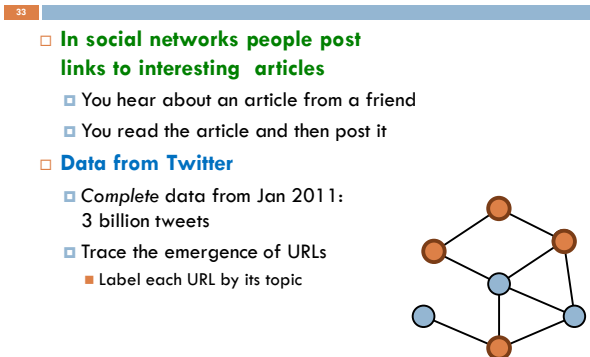 33
In social networks people post
links to interesting articles
You hear about an article from a friend
You read the article and then post it
Data from Twitter
Complete data from Jan 2011:
3 billion tweets
Trace the emergence of URLs
Label each URL by its topic